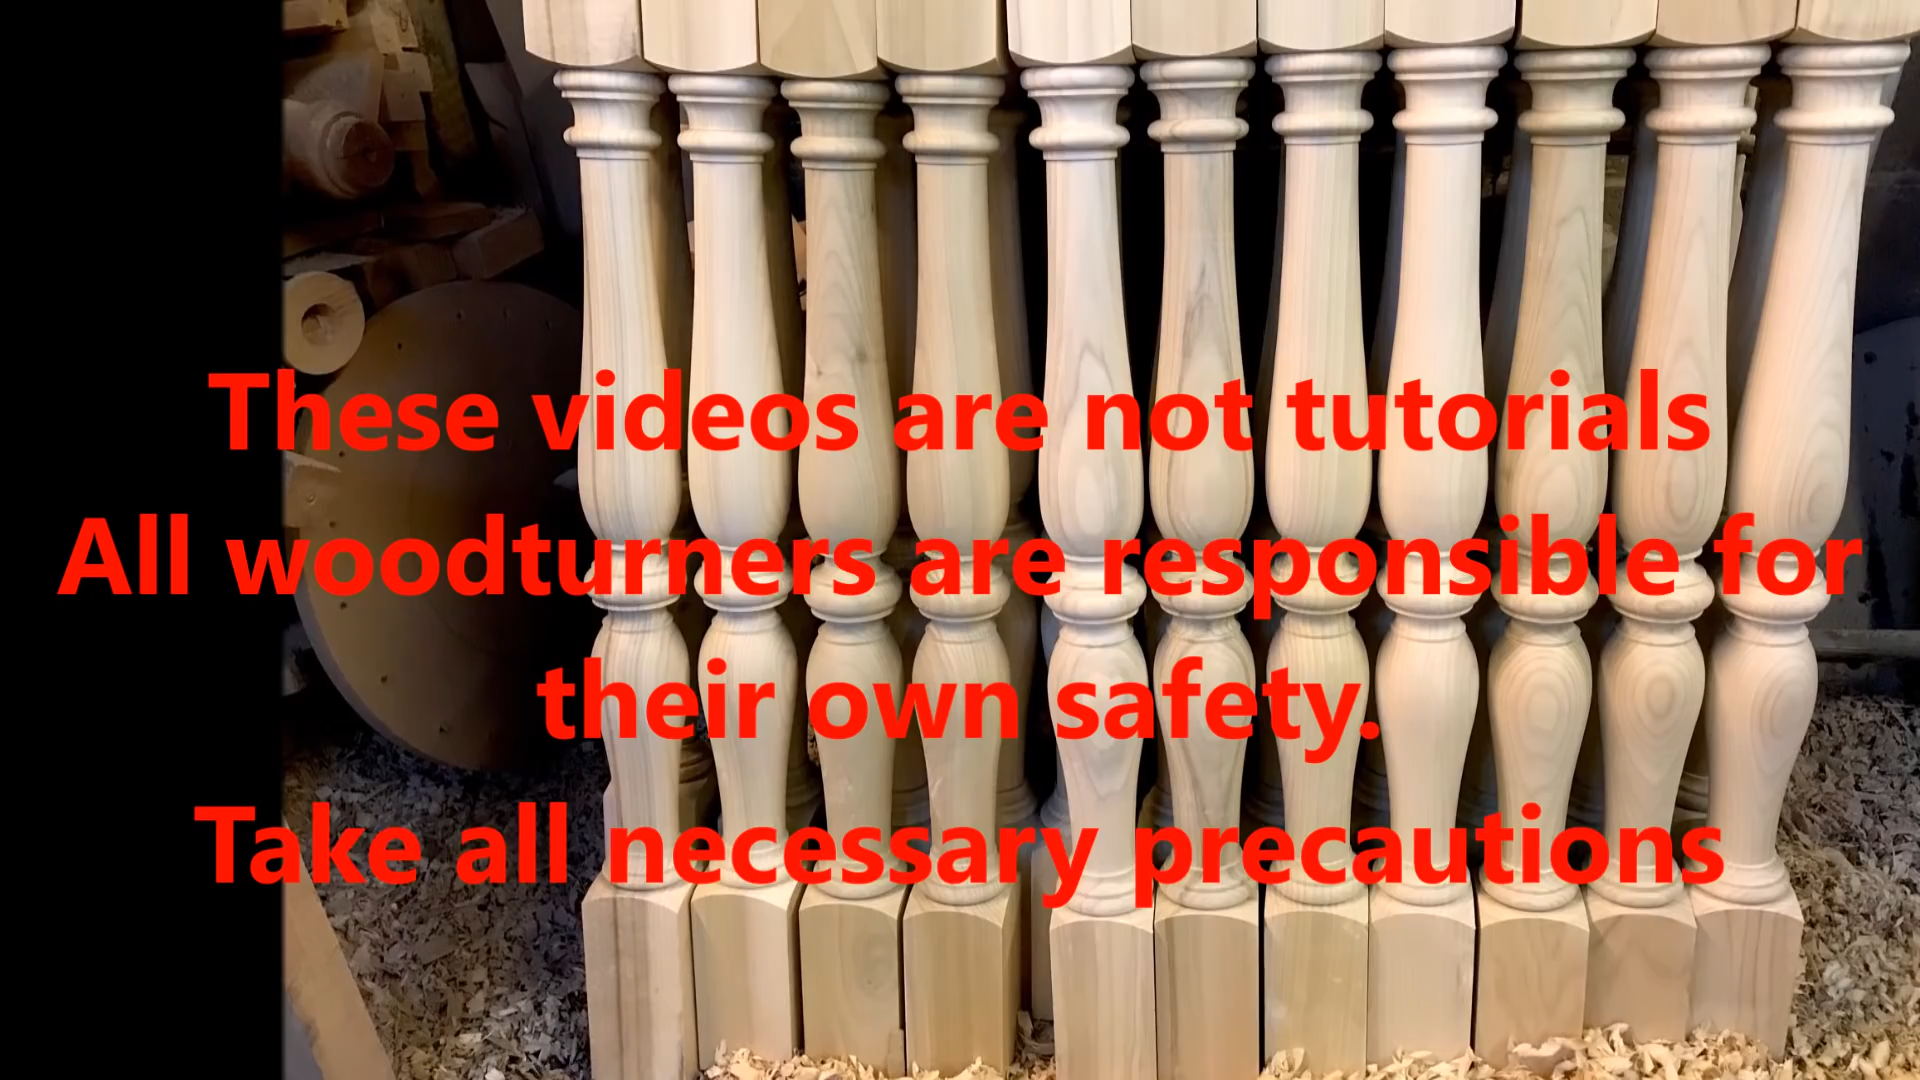 These videos are not tutorials
All woodturners are responsible for
their own safety.
Take all necessary precautions